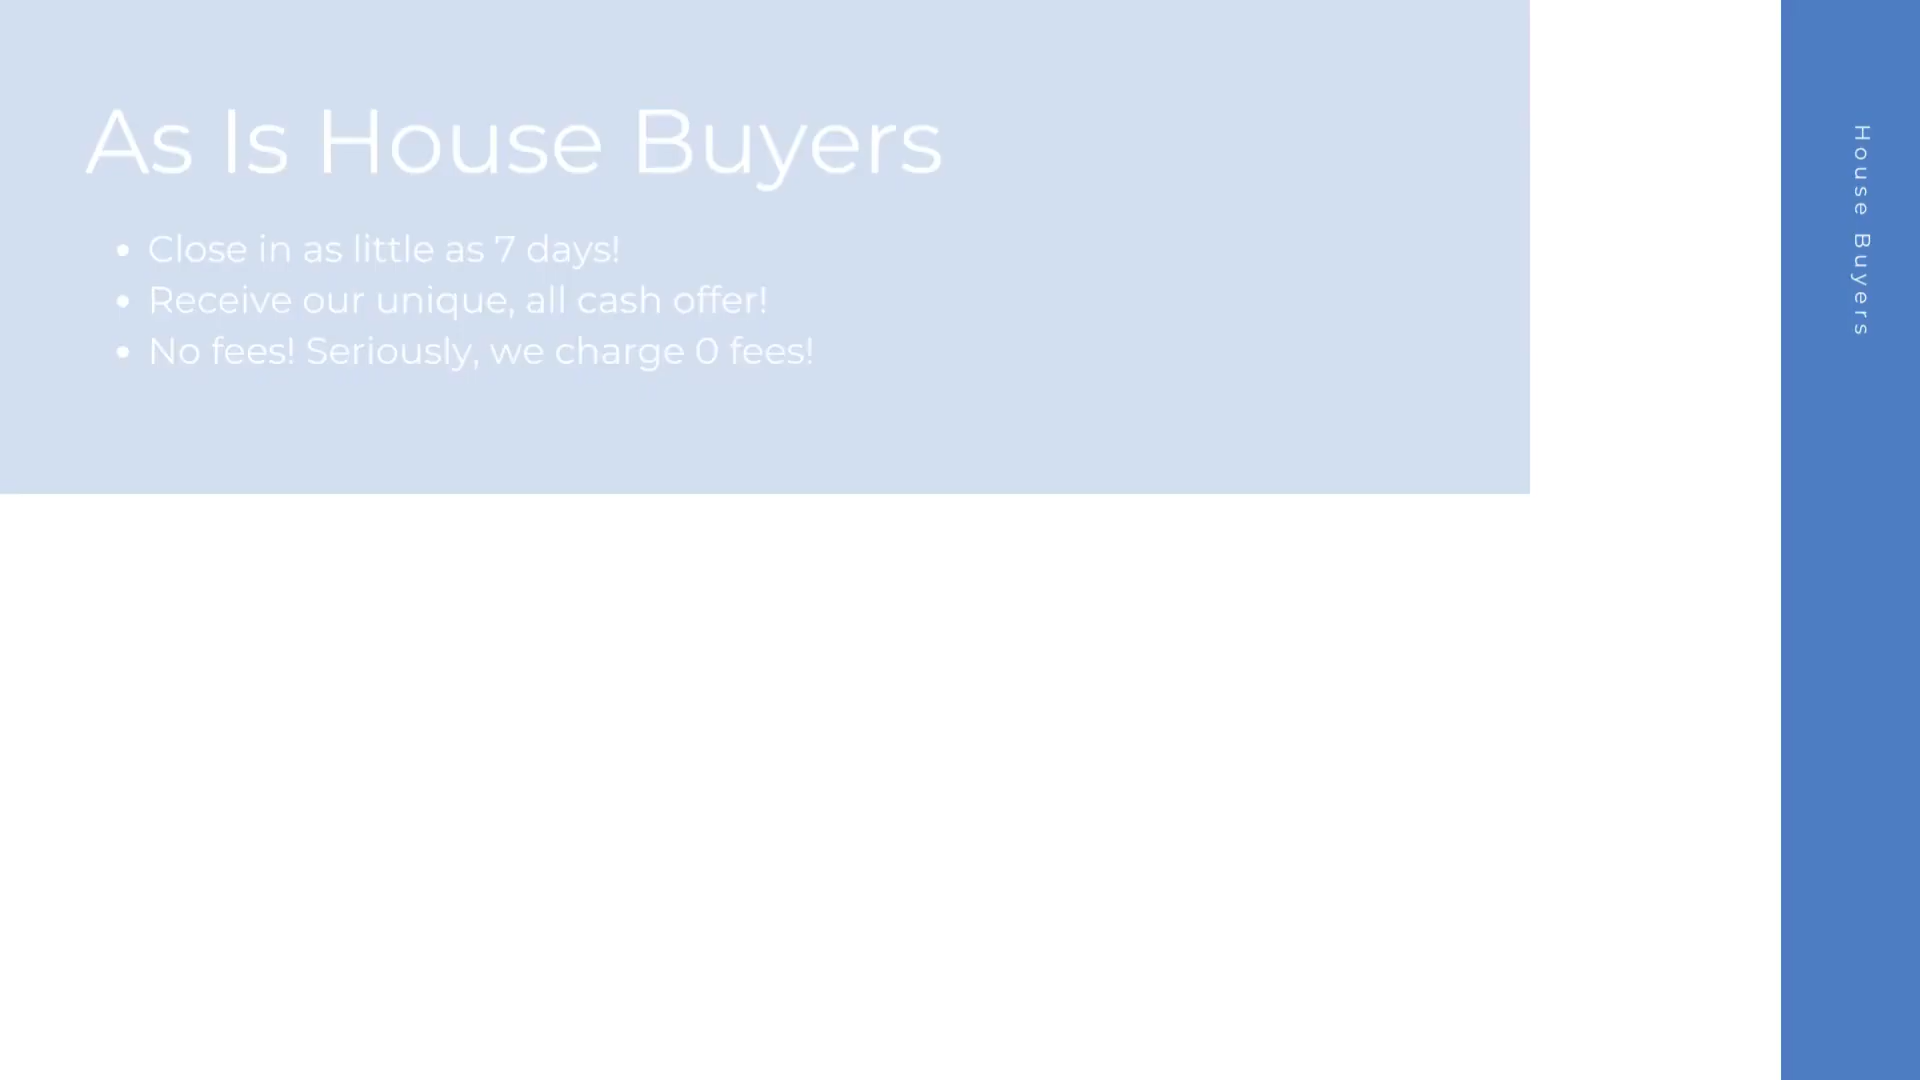 As Is House Buyers
• Close in as little as 7 days!
• Receive our unique, all cash offer!
• No fees! Seriously, we charge 0 fees!
House Buyers